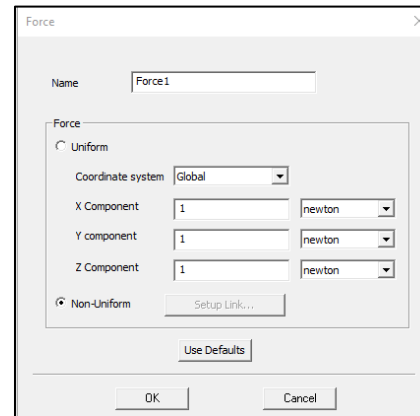 Force
Name Force1
Force
Uniform
Coordinate system Global
X Component 1 newton
Y component 1 newton
Z Component 1 newton
Non-Uniform Setup Link...
Use Defaults
OK Cancel